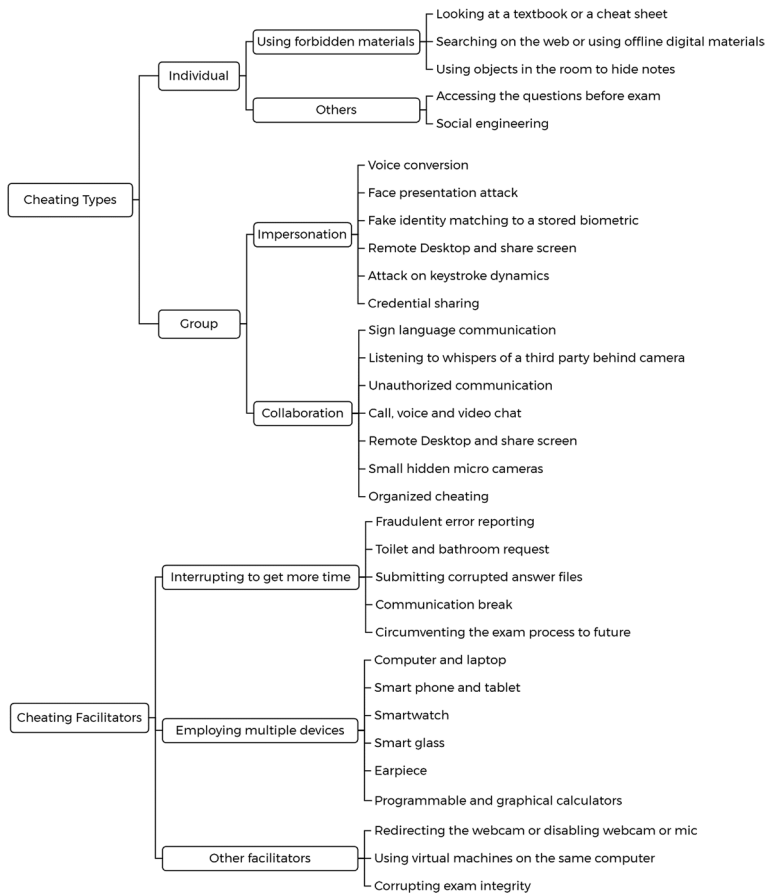 Cheating Types
Individual
Using forbidden materials
Looking at a textbook or a cheat sheet
Searching on the web or using offline digital materials
Using objects in the room to hide notes
Others
Accessing the questions before exam
Social engineering
Group
Impersonation
Voice conversion
Face presentation attack
Fake identity matching to a stored biometric
Remote Desktop and share screen
Attack on keystroke dynamics
Credential sharing
Collaboration
Sign language communication
Listening to whispers of a third party behind camera
Unauthorized communication
Call, voice and video chat
Remote Desktop and share screen
Small hidden micro cameras
Organized cheating
Cheating Facilitators
Interrupting to get more time
Fraudulent error reporting
Toilet and bathroom request
Submitting corrupted answer files
Communication break
Circumventing the exam process to future
Employing multiple devices
Computer and laptop
Smart phone and tablet
Smartwatch
Smart glass
Earpiece
Programmable and graphical calculators
Other facilitators
Redirecting the webcam or disabling webcam or mic
Using virtual machines on the same computer
Corrupting exam integrity